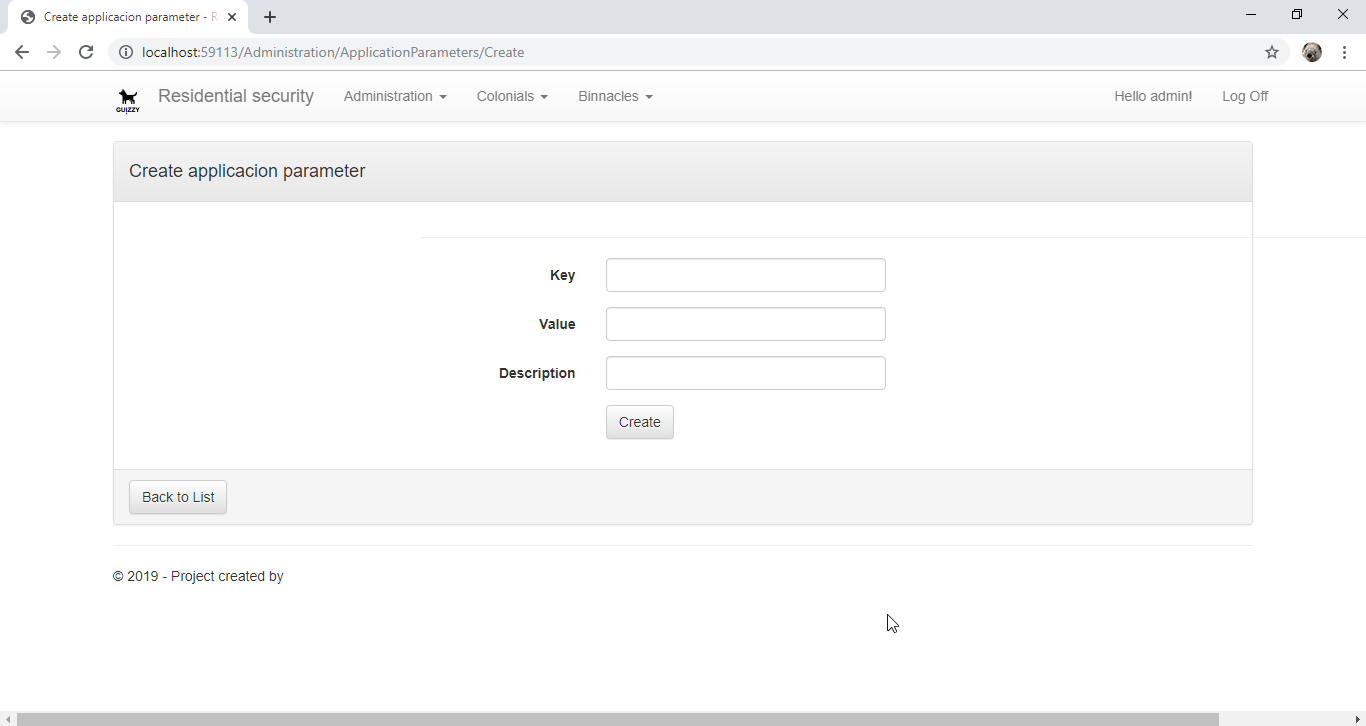 Create applicacion parameter - R
localhost:59113/Administration/ApplicationParameters/Create
GUIZZY
Residential security Administration Colonials Binnacles Hello admin! Log Off
Create applicacion parameter
Key
Value
Description
Create
Back to List
© 2019 - Project created by